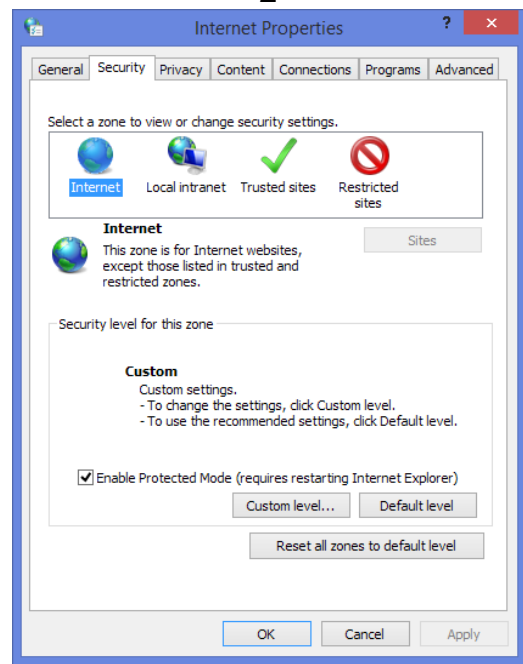 Internet Properties
? ×
General Security Privacy Content Connections Programs Advanced
Select a zone to view or change security settings.
Internet Local intranet Trusted sites Restricted
sites
Internet
Sites
This zone is for Internet websites,
except those listed in trusted and
restricted zones.
Security level for this zone
Custom
Custom settings.
- To change the settings, click Custom level.
- To use the recommended settings, click Default level.
Enable Protected Mode (requires restarting Internet Explorer)
Custom level... Default level
Reset all zones to default level
OK Cancel Apply